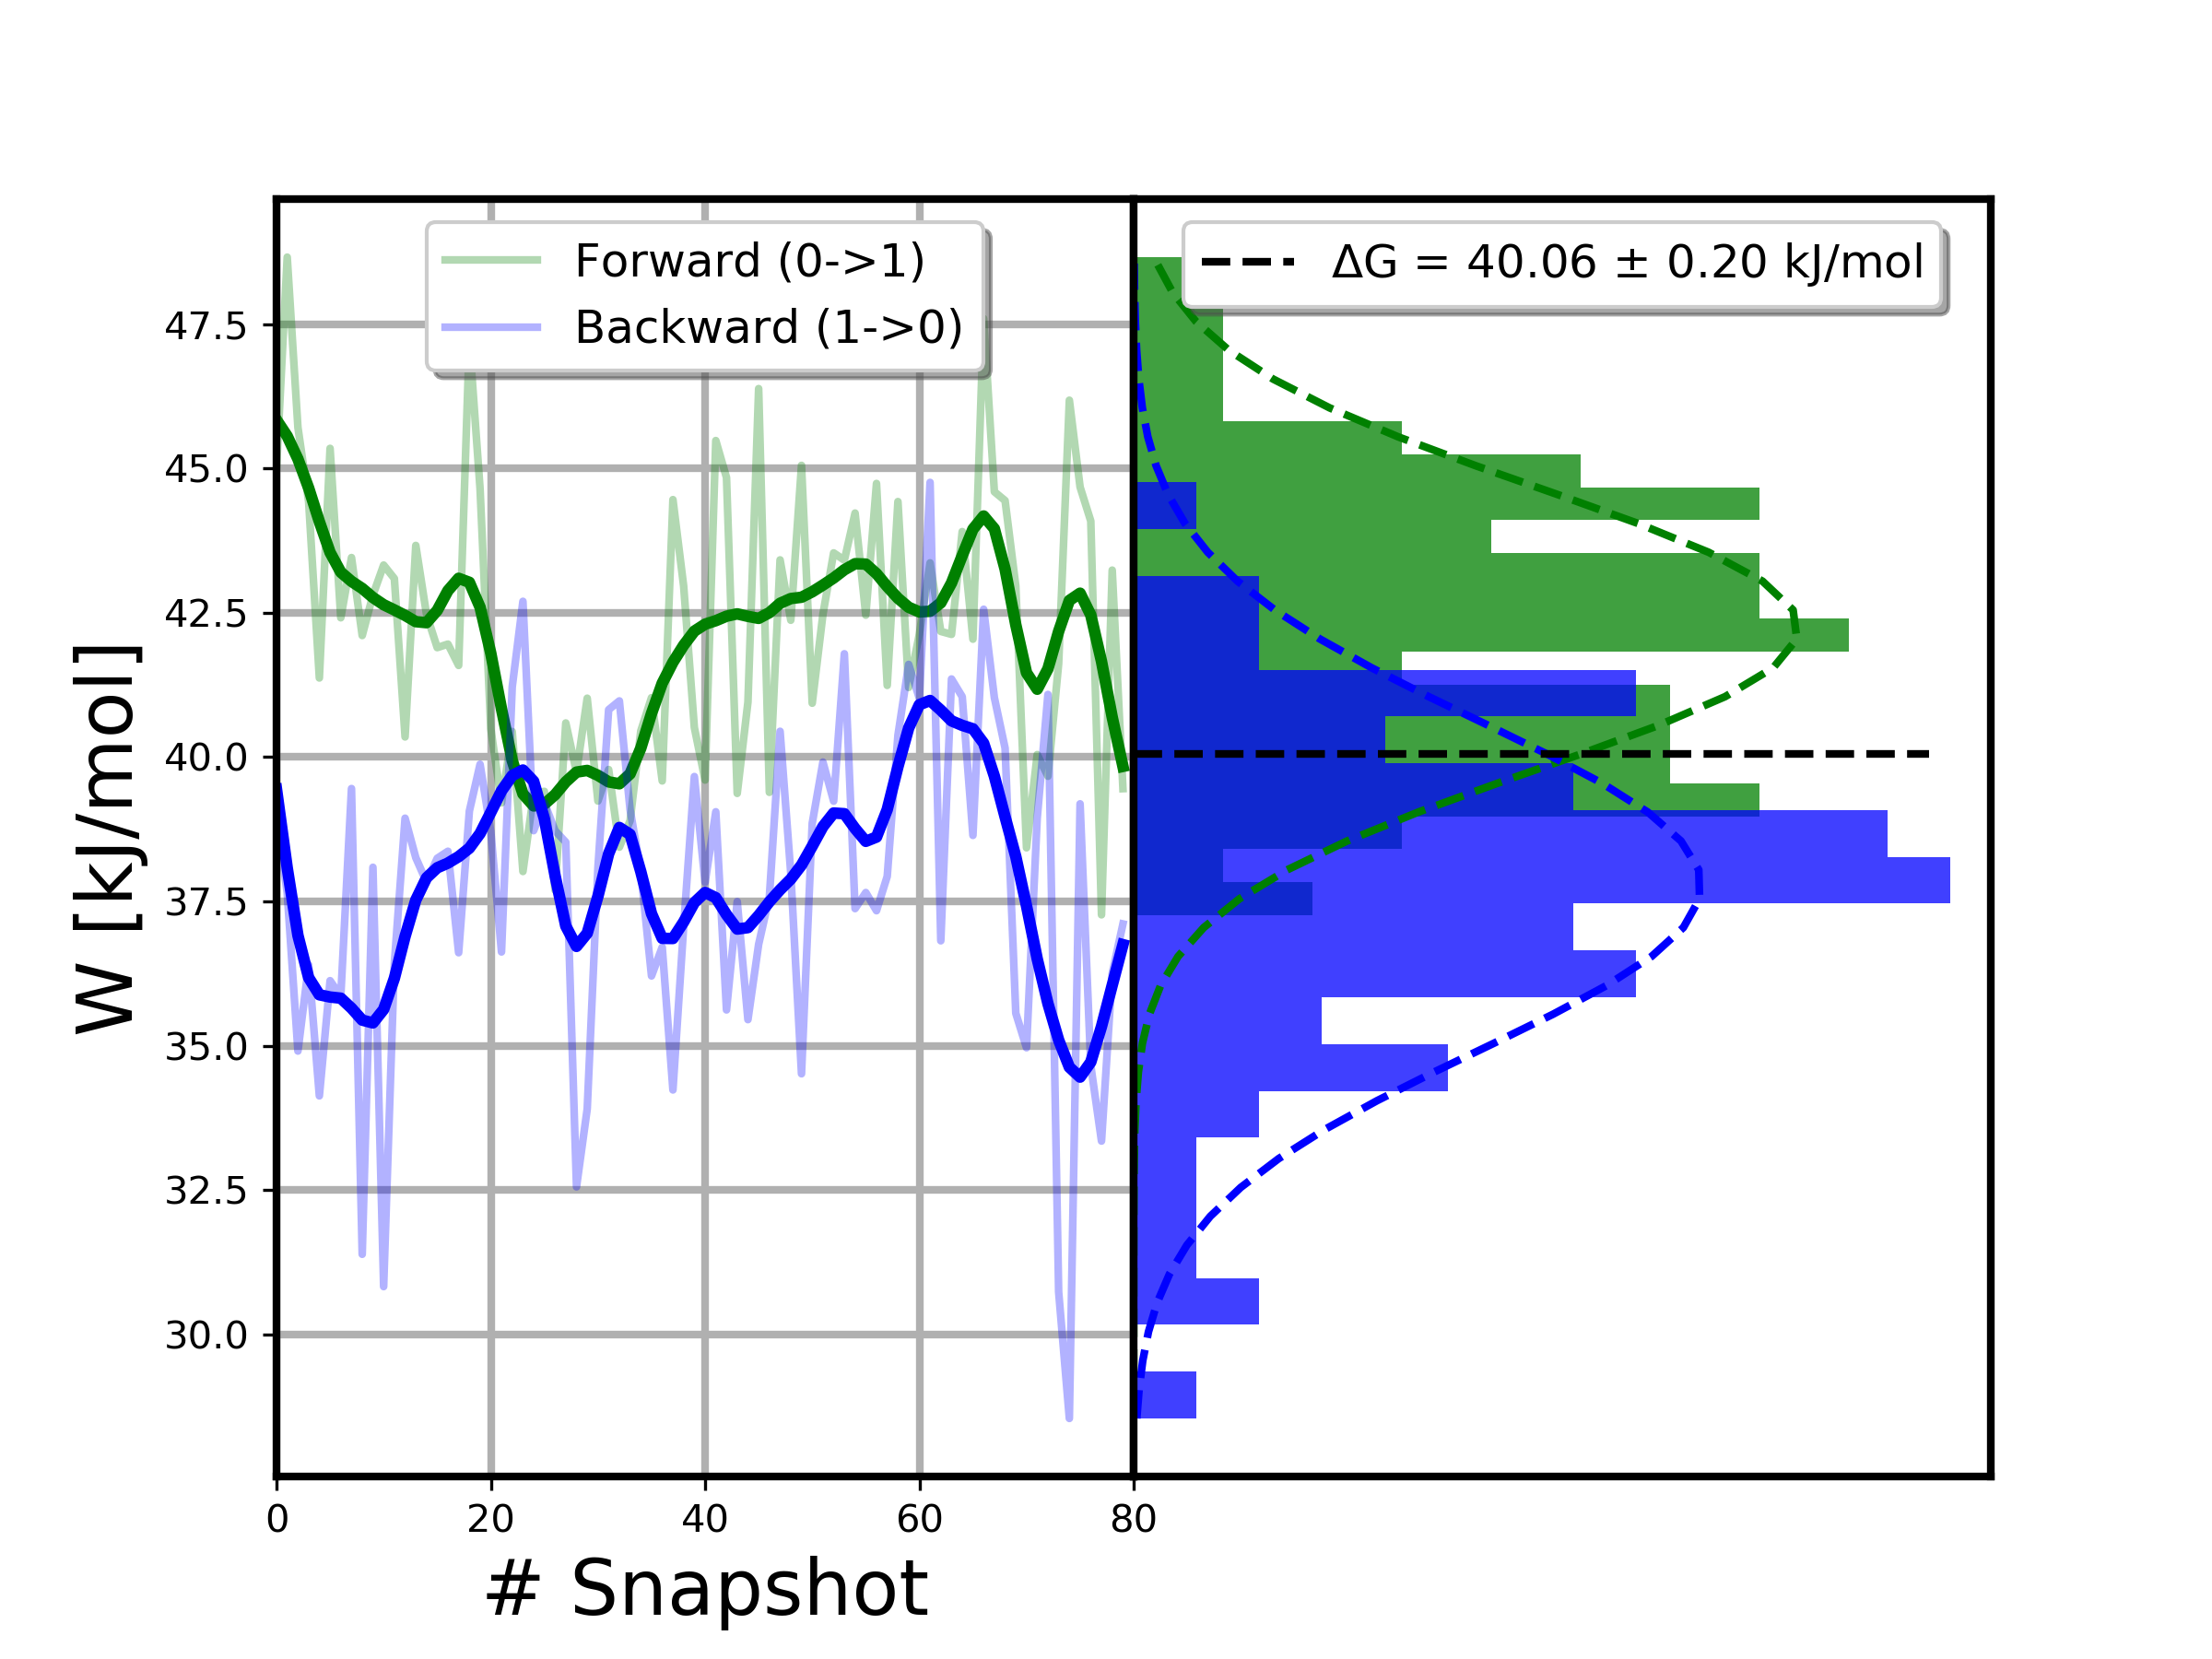 Forward (0->1)
Backward (1->0)
ΔG = 40.06 ± 0.20 kJ/mol
47.5
45.0
42.5
40.0
37.5
35.0
32.5
30.0
W [kJ/mol]
0 20 40 60 80
# Snapshot